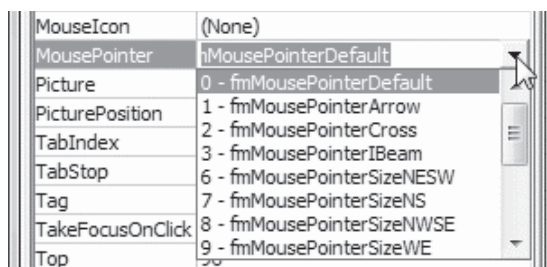 MouseIcon (None)
MousePointer MousePointerDefault
Picture 0 - fmMousePointerDefault
PicturePosition 1 - fmMousePointerArrow
TabIndex 2 - fmMousePointerCross
TabStop 3 - fmMousePointerIBeam
Tag 6 - fmMousePointerSizeNESW
TakeFocusOnClick 7 - fmMousePointerSizeNS
Top 8 - fmMousePointerSizeNWSE
9 - fmMousePointerSizeWE